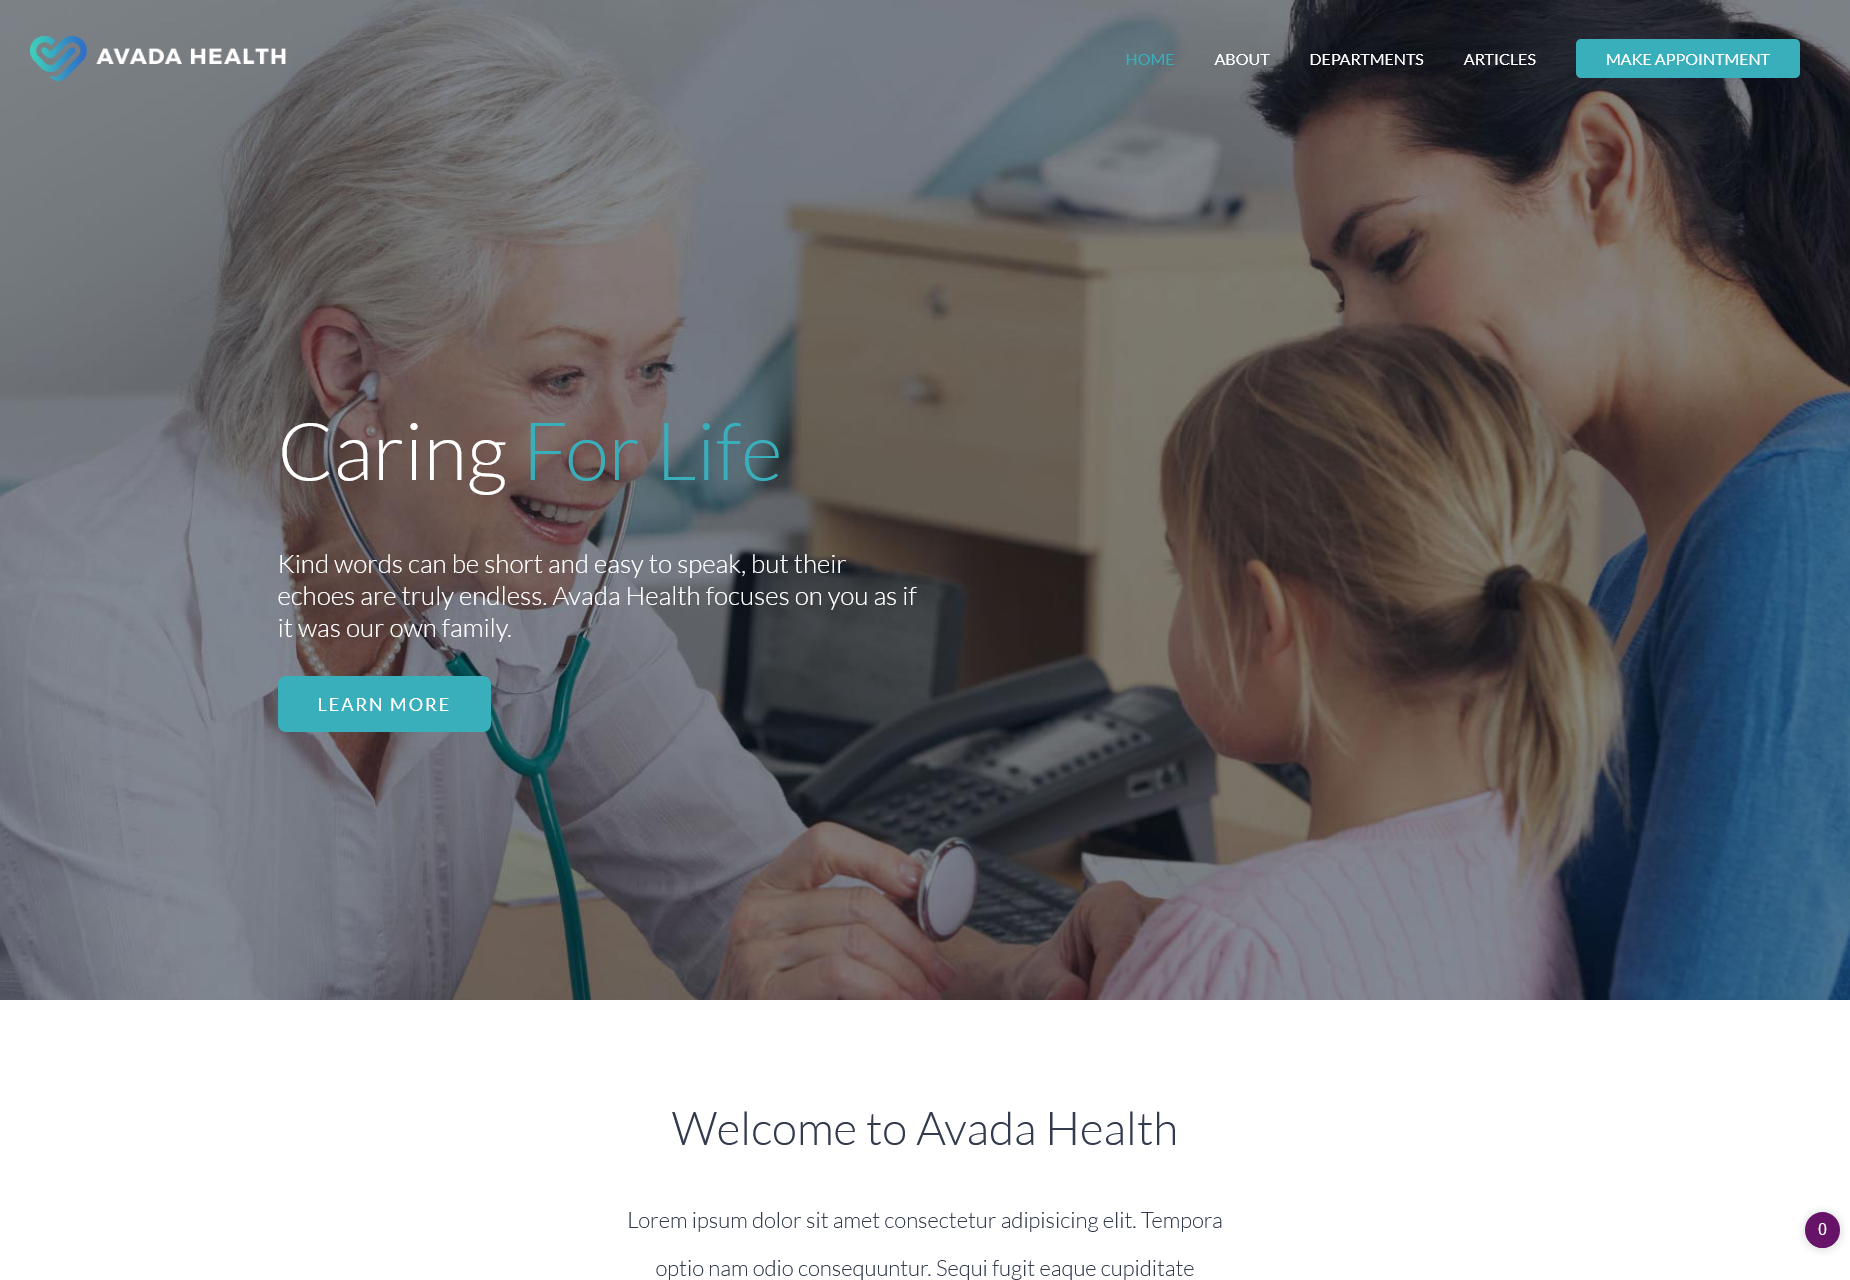 AVADA HEALTH
HOME ABOUT DEPARTMENTS ARTICLES MAKE APPOINTMENT
Caring For Life
Kind words can be short and easy to speak, but their
echoes are truly endless. Avada Health focuses on you as if
it was our own family.
LEARN MORE
Welcome to Avada Health
Lorem ipsum dolor sit amet consectetur adipisicing elit. Tempora
optio nam odio consequuntur. Sequi fugit eaque cupiditate
0